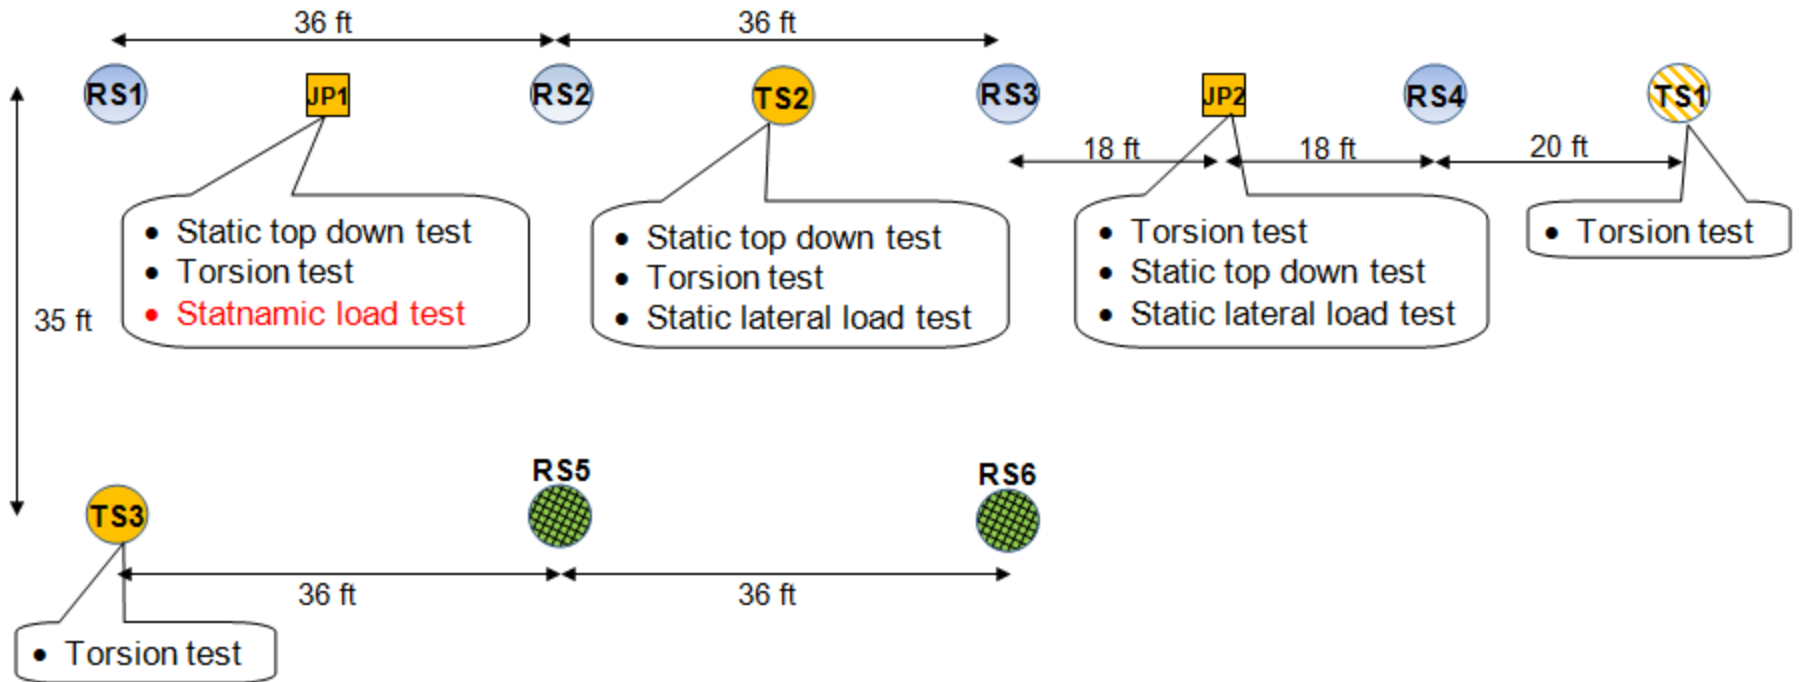 36 ft
36 ft
RS1
JP1
RS2
TS2
RS3
JP2
RS4
TS1
18 ft
18 ft
20 ft
• Static top down test
• Torsion test
• Statnamic load test
• Static top down test
• Torsion test
• Static lateral load test
• Torsion test
• Static top down test
• Static lateral load test
• Torsion test
35 ft
RS5
RS6
TS3
36 ft
36 ft
• Torsion test